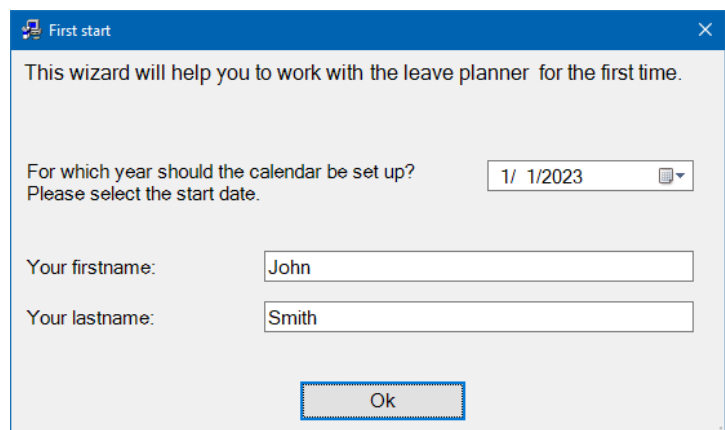 First start
This wizard will help you to work with the leave planner for the first time.
For which year should the calendar be set up?
Please select the start date.
1/ 1/2023
Your firstname:
John
Your lastname:
Smith
Ok